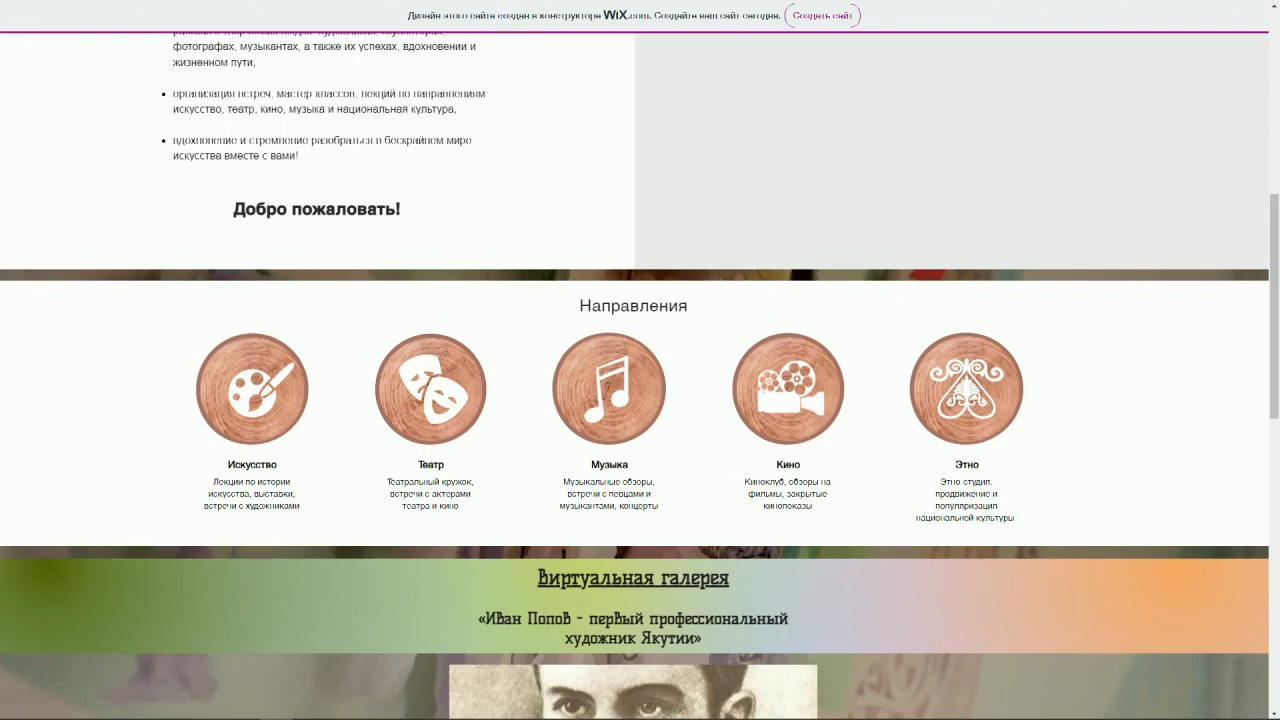 Дизайн этого сайта создан в конструкторе WiX.com. Создайте ваш сайт сегодня. Создать сайт
фотографах, музыкантах, а также их успехах, вдохновении и
жизненном пути,
• организация встреч, мастер классов, лекций по направлениям:
искусство, театр, кино, музыка и национальная культура,
• вдохновение и стремление разобраться в бескрайнем мире
искусства вместе с вами!
Добро пожаловать!
Направления
Искусство
Лекции по истории
искусства, выставки,
встречи с художниками
Театр
Театральный кружок,
встречи с актерами
театра и кино
Музыка
Музыкальные обзоры,
встречи с певцами и
музыкантами, концерты
Кино
Киноклуб, обзоры на
фильмы, закрытые
кинопоказы
Этно
Этно студия.
продвижение и
популяризация
национальной культуры
Виртуальная галерея
«Иван Попов - первый профессиональный
художник Якутии»